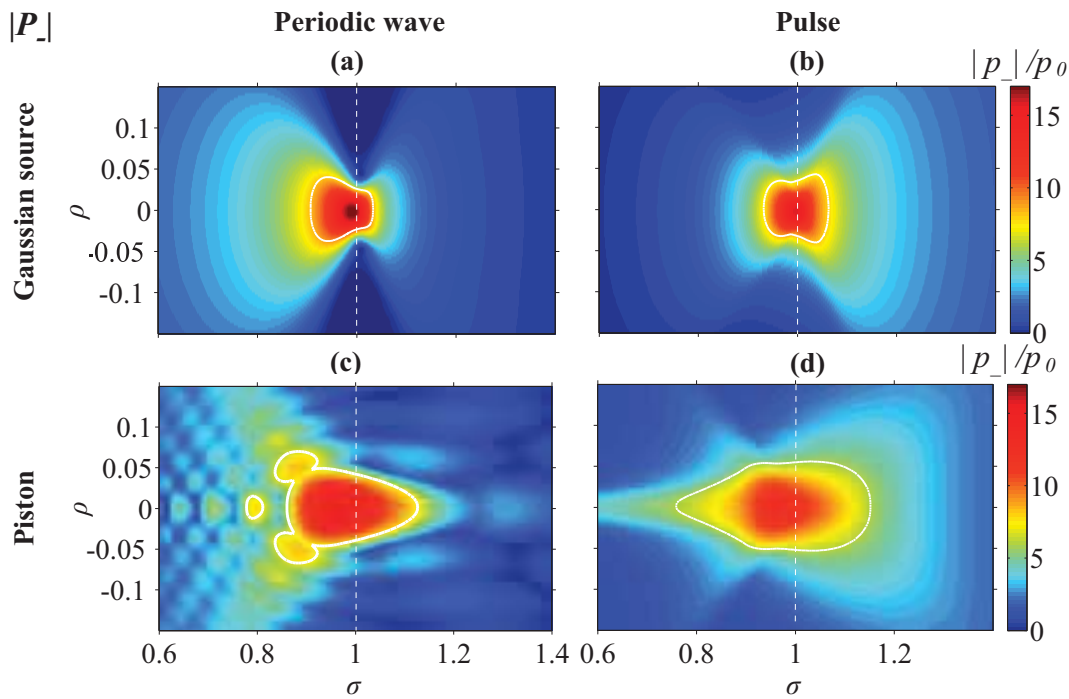 |P_-|
Periodic wave
Pulse
(a)
(b)
|p_-|/p_0
Gaussian source
ρ
0.1
0.05
0
-0.05
-0.1
15
10
5
0
(c)
(d)
|p_-|/p_0
Piston
ρ
0.1
0.05
0
-0.05
-0.1
15
10
5
0
0.6 0.8 1 1.2 1.4
0.6 0.8 1 1.2
σ
σ